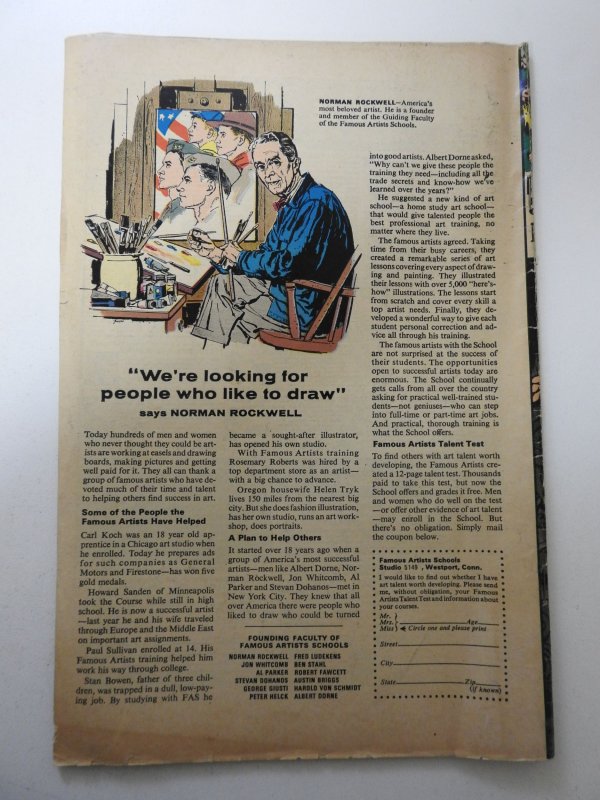 NORMAN ROCKWELL—America's
most beloved artist. He is a founder
and member of the Guiding Faculty
of the Famous Artists Schools.
"We're looking for
people who like to draw"
says NORMAN ROCKWELL
Today hundreds of men and women
who never thought they could be art-
ists are working at easels and drawing
boards, making pictures and getting
well paid for it. They all can thank a
group of famous artists who have de-
voted much of their time and talent
to helping others find success in art.
Some of the People the
Famous Artists Have Helped
Carl Koch was an 18 year old ap-
prentice in a Chicago art studio when
he enrolled. Today he prepares ads
for such companies as General
Motors and Firestone—has won five
gold medals.
Howard Sanden of Minneapolis
took the Course while still in high
school. He is now a successful artist
—last year he and his wife traveled
through Europe and the Middle East
on important art assignments.
Paul Sullivan enrolled at 14. His
Famous Artists training helped him
work his way through college.
Stan Bowen, father of three chil-
dren, was trapped in a dull, low-pay-
ing job. By studying with FAS he
became a sought-after illustrator,
has opened his own studio.
With Famous Artists training
Rosemary Roberts was hired by a
top department store as an artist—
with a big chance to advance.
Oregon housewife Helen Tryk
lives 150 miles from the nearest big
city. But she does fashion illustration,
has her own studio, runs an art work-
shop, does portraits.
A Plan to Help Others
It started over 18 years ago when a
group of America's most successful
artists—men like Albert Dorne, Nor-
man Rockwell, Jon Whitcomb, Al
Parker and Stevan Dohanos—met in
New York City. They knew that all
over America there were people who
liked to draw who could be turned
FOUNDING FACULTY OF
FAMOUS ARTISTS SCHOOLS
NORMAN ROCKWELL FRED LUDEKENS
JON WHITCOMB BEN STAHL
AL PARKER ROBERT FAWCETT
STEVAN DOHANOS AUSTIN BRIGGS
GEORGE GIUSTI HAROLD VON SCHMIDT
PETER HELCK ALBERT DORNE
into good artists. Albert Dorne asked,
"Why can't we give these people the
training they need—including all the
trade secrets and know-how we've
learned over the years?"
He suggested a new kind of art
school—a home study art school—
that would give talented people the
best professional art training, no
matter where they live.
The famous artists agreed. Taking
time from their busy careers, they
created a remarkable series of art
lessons covering every aspect of draw-
ing and painting. They illustrated
their lessons with over 5,000 "here's-
how" illustrations. The lessons start
from scratch and cover every skill a
top artist needs. Finally, they de-
veloped a wonderful way to give each
student personal correction and ad-
vice all through his training.
The famous artists with the School
are not surprised at the success of
their students. The opportunities
open to successful artists today are
enormous. The School continually
gets calls from all over the country
asking for practical well-trained stu-
dents—not geniuses—who can step
into full-time or part-time art jobs.
And practical, thorough training is
what the School offers.
Famous Artists Talent Test
To find others with art talent worth
developing, the Famous Artists cre-
ated a 12-page talent test. Thousands
paid to take this test, but now the
School offers and grades it free. Men
and women who do well on the test
—or offer other evidence of art talent
—may enroll in the School. But
there's no obligation. Simply mail
the coupon below.
Famous Artists Schools
Studio 5149, Westport, Conn.
I would like to find out whether I have
art talent worth developing. Please send
me, without obligation, your Famous
Artists Talent Test and information about
your courses.
Mr.
Mrs. Age
Miss Circle one and please print
Street
City
State Zip
(if known)